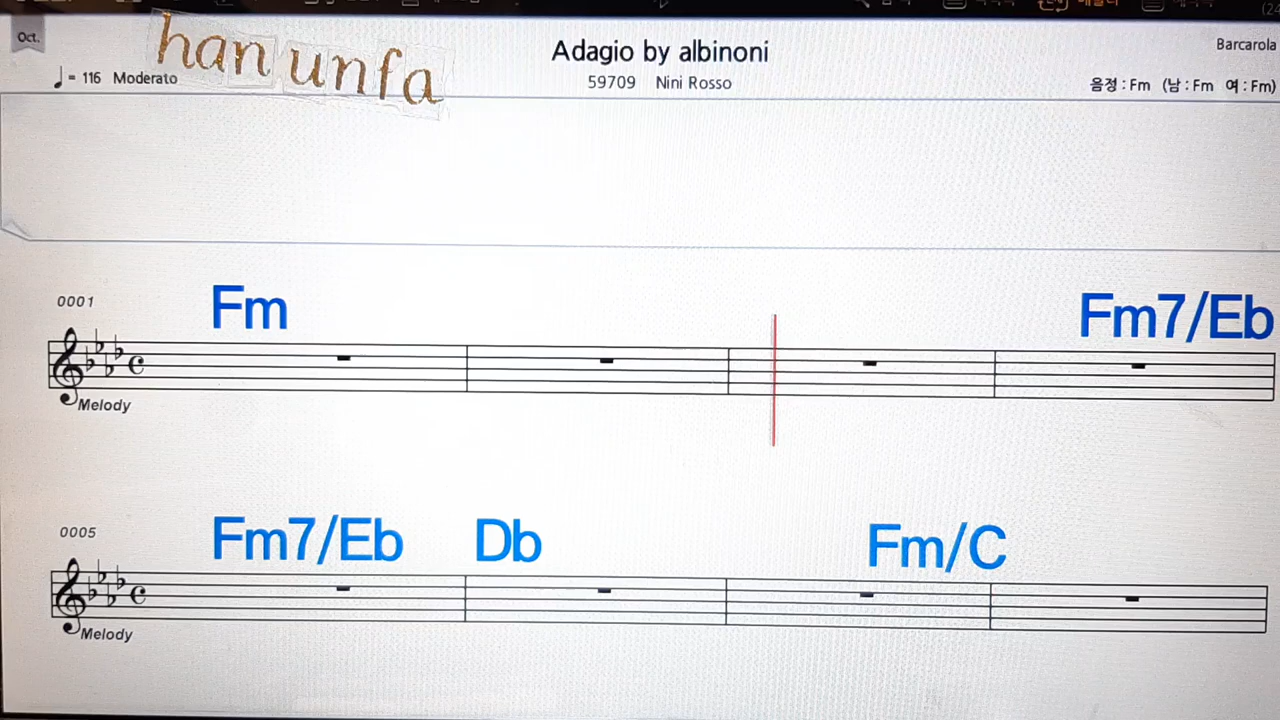 Oct.
han unfa
Adagio by albinoni
Barcarola
= 116 Moderato
59709 Nini Rosso
음정 : Fm (남 : Fm 여 : Fm)
0001
Fm
Fm7/Eb
Melody
0005
Fm7/Eb
Db
Fm/C
Melody